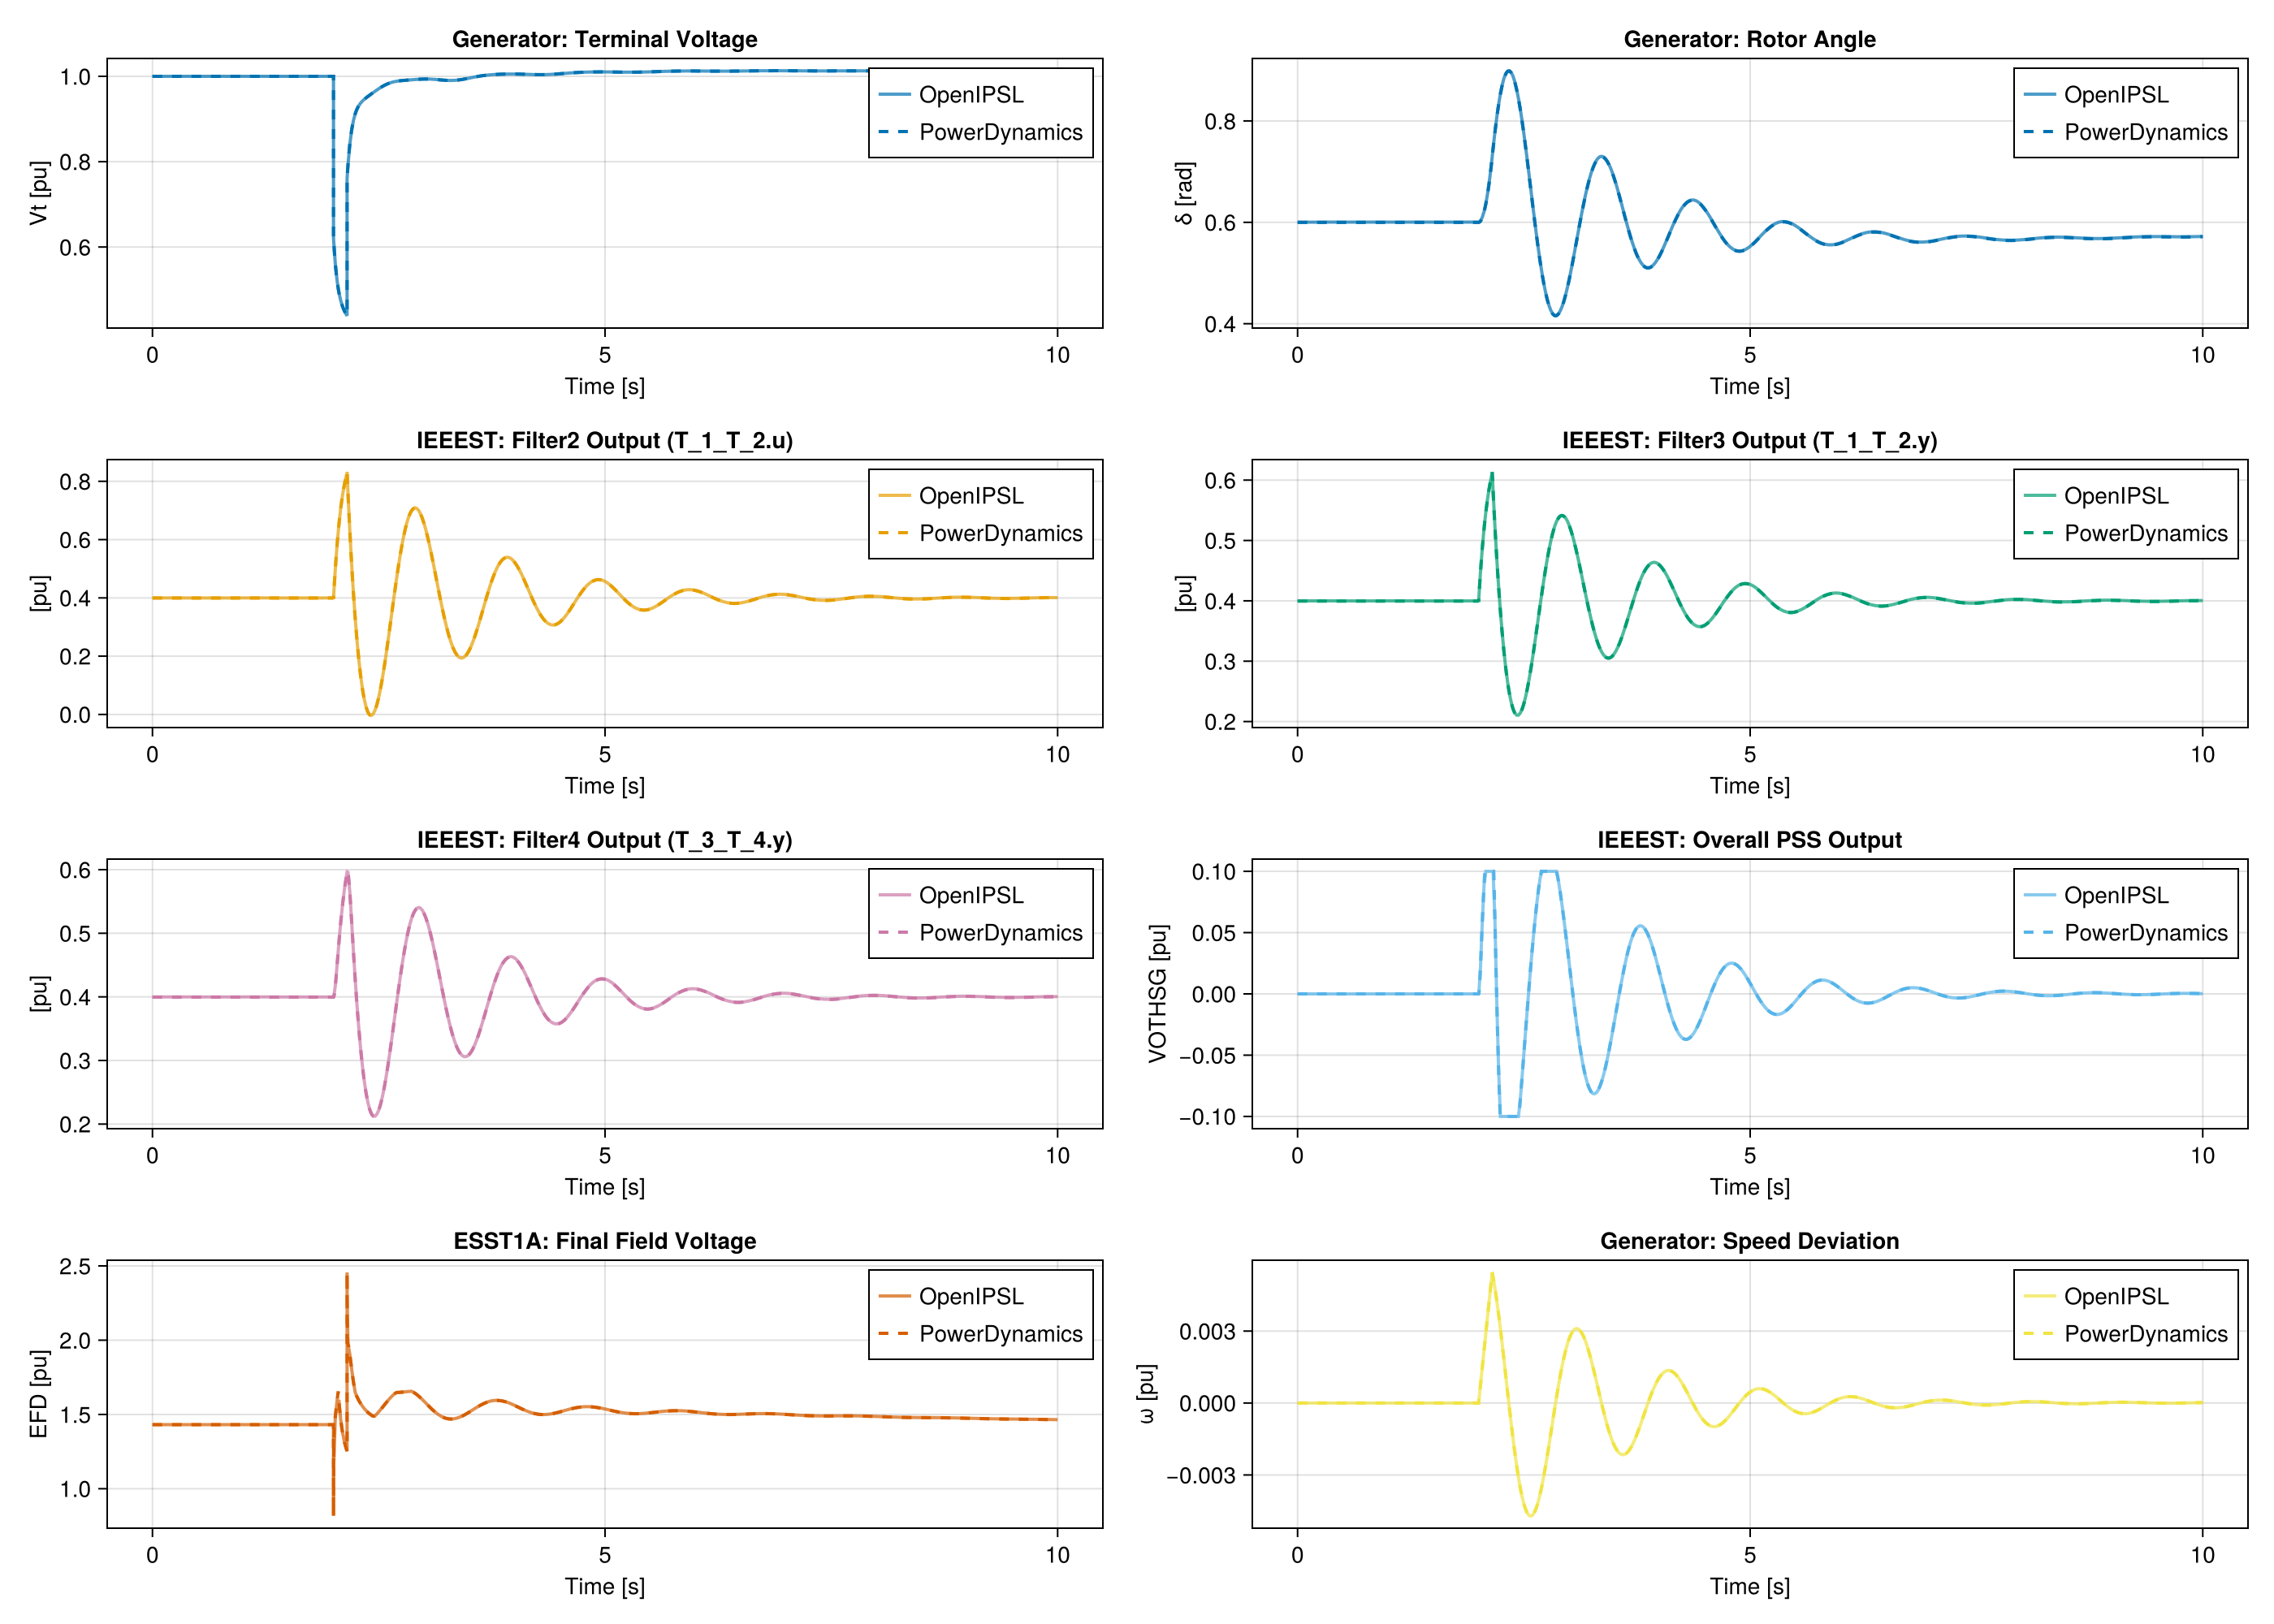 Generator: Terminal Voltage
Vt [pu]
1.0
0.8
0.6
OpenIPSL
PowerDynamics
0 5 10
Time [s]
Generator: Rotor Angle
δ [rad]
0.8
0.6
0.4
OpenIPSL
PowerDynamics
0 5 10
Time [s]
IEEEST: Filter2 Output (T_1_T_2.u)
[pu]
0.8
0.6
0.4
0.2
0.0
OpenIPSL
PowerDynamics
0 5 10
Time [s]
IEEEST: Filter3 Output (T_1_T_2.y)
[pu]
0.6
0.5
0.4
0.3
0.2
OpenIPSL
PowerDynamics
0 5 10
Time [s]
IEEEST: Filter4 Output (T_3_T_4.y)
[pu]
0.6
0.5
0.4
0.3
0.2
OpenIPSL
PowerDynamics
0 5 10
Time [s]
IEEEST: Overall PSS Output
VOTHSG [pu]
0.10
0.05
0.00
−0.05
−0.10
OpenIPSL
PowerDynamics
0 5 10
Time [s]
ESST1A: Final Field Voltage
EFD [pu]
2.5
2.0
1.5
1.0
OpenIPSL
PowerDynamics
0 5 10
Time [s]
Generator: Speed Deviation
ω [pu]
0.003
0.000
−0.003
OpenIPSL
PowerDynamics
0 5 10
Time [s]